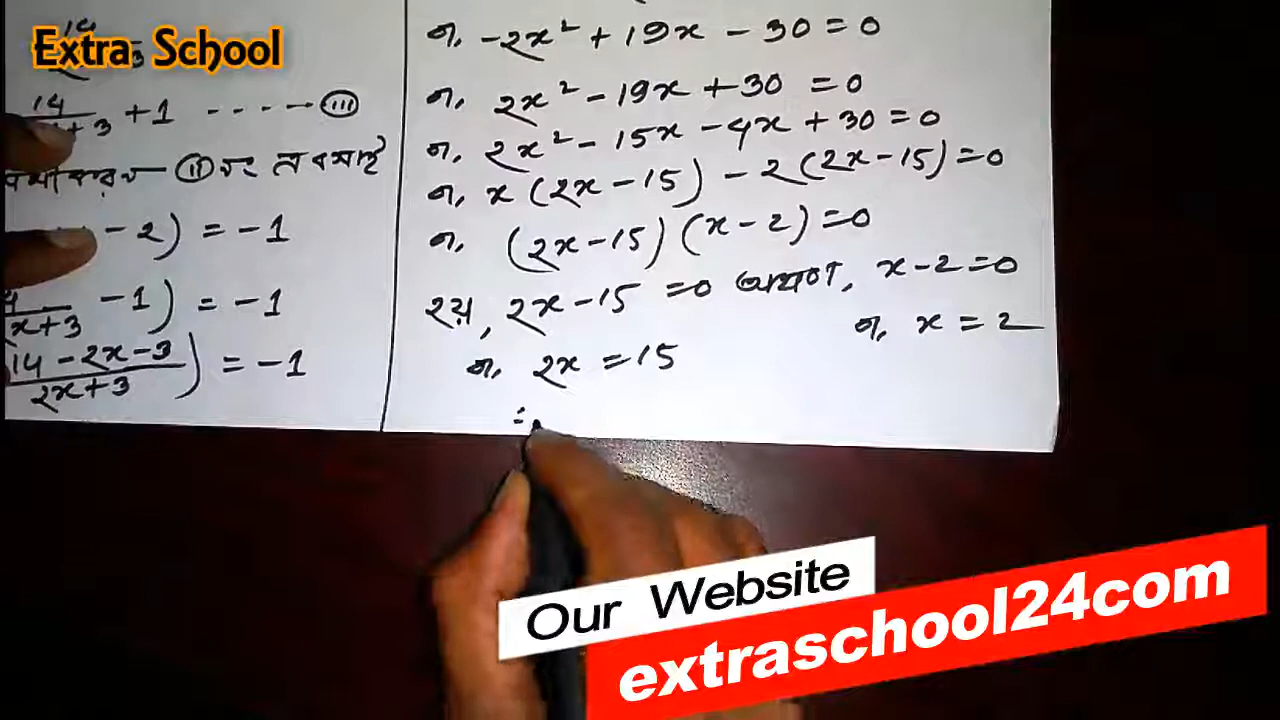 Extra School
14/ +3 +1 ----→ (iii)
(ii) নং এ বসাই
- 2) = -1
/2x+3 - 1) = -1
14 - 2x - 3/2x+3) = -1
বা, -2x² + 19x - 30 = 0
বা, 2x² - 19x + 30 = 0
বা, 2x² - 15x - 4x + 30 = 0
বা, x (2x - 15) - 2 (2x - 15) = 0
বা, (2x - 15) (x - 2) = 0
হয়, 2x - 15 = 0 অথবা, x - 2 = 0
বা, 2x = 15 বা, x = 2
Our Website
extraschool24com